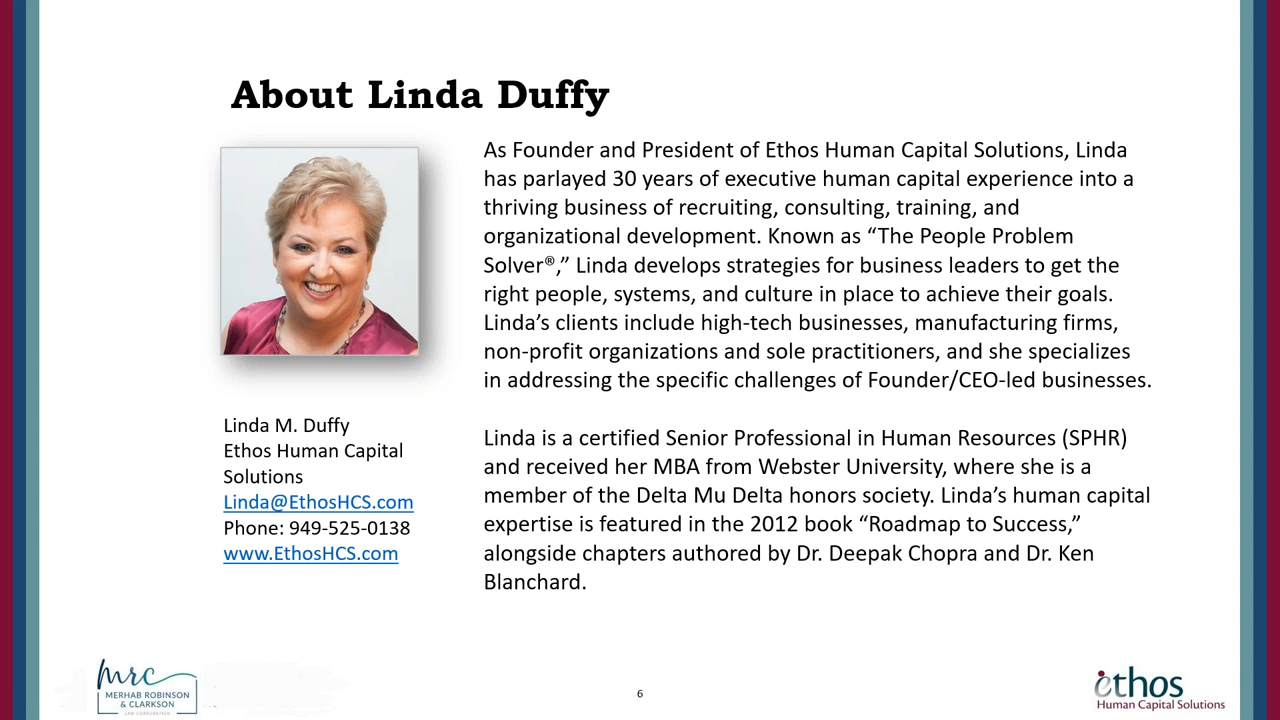 About Linda Duffy
As Founder and President of Ethos Human Capital Solutions, Linda
has parlayed 30 years of executive human capital experience into a
thriving business of recruiting, consulting, training, and
organizational development. Known as “The People Problem
Solver®,” Linda develops strategies for business leaders to get the
right people, systems, and culture in place to achieve their goals.
Linda’s clients include high-tech businesses, manufacturing firms,
non-profit organizations and sole practitioners, and she specializes
in addressing the specific challenges of Founder/CEO-led businesses.
Linda is a certified Senior Professional in Human Resources (SPHR)
and received her MBA from Webster University, where she is a
member of the Delta Mu Delta honors society. Linda’s human capital
expertise is featured in the 2012 book “Roadmap to Success,”
alongside chapters authored by Dr. Deepak Chopra and Dr. Ken
Blanchard.
Linda M. Duffy
Ethos Human Capital
Solutions
Linda@EthosHCS.com
Phone: 949-525-0138
www.EthosHCS.com
mrc
MERHAB ROBINSON
& CLARKSON
LAW CORPORATION
6
ethos
Human Capital Solutions